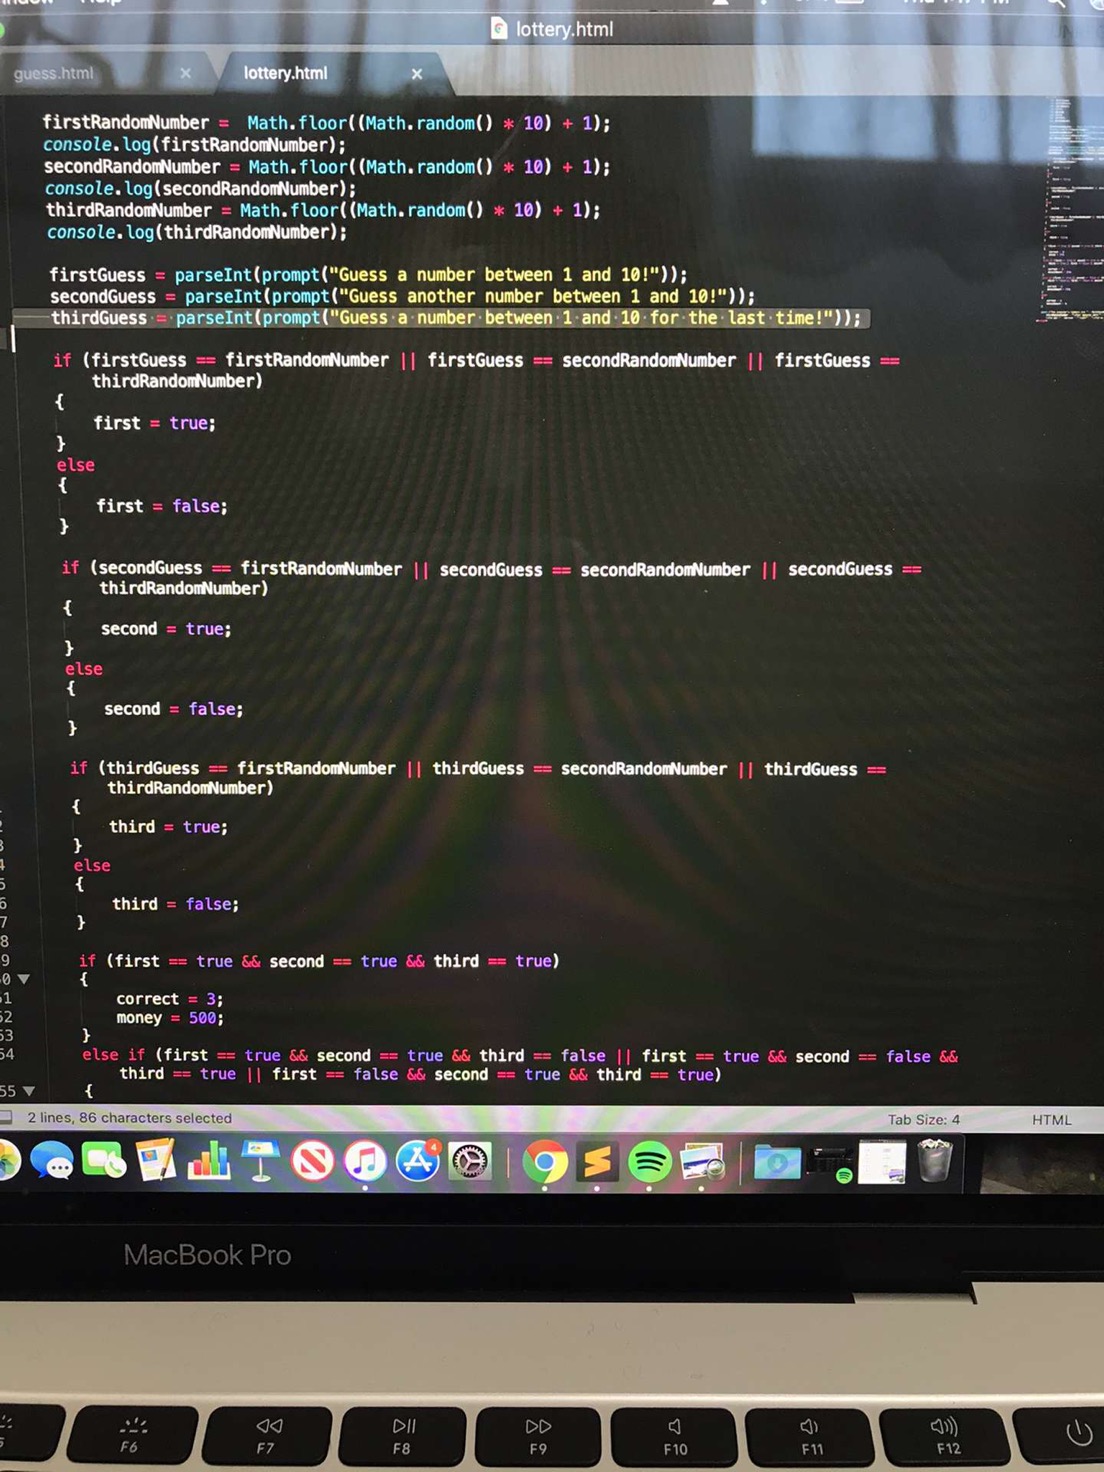 Help
lottery.html
guess.html × lottery.html ×
firstRandomNumber = Math.floor((Math.random() * 10) + 1);
console.log(firstRandomNumber);
secondRandomNumber = Math.floor((Math.random() * 10) + 1);
console.log(secondRandomNumber);
thirdRandomNumber = Math.floor((Math.random() * 10) + 1);
console.log(thirdRandomNumber);
firstGuess = parseInt(prompt("Guess a number between 1 and 10!"));
secondGuess = parseInt(prompt("Guess another number between 1 and 10!"));
thirdGuess = parseInt(prompt("Guess a number between 1 and 10 for the last time!"));
if (firstGuess == firstRandomNumber || firstGuess == secondRandomNumber || firstGuess ==
thirdRandomNumber)
{
first = true;
}
else
{
first = false;
}
if (secondGuess == firstRandomNumber || secondGuess == secondRandomNumber || secondGuess ==
thirdRandomNumber)
{
second = true;
}
else
{
second = false;
}
if (thirdGuess == firstRandomNumber || thirdGuess == secondRandomNumber || thirdGuess ==
thirdRandomNumber)
{
third = true;
}
else
{
third = false;
}
if (first == true && second == true && third == true)
{
correct = 3;
money = 500;
}
else if (first == true && second == true && third == false || first == true && second == false &&
third == true || first == false && second == true && third == true)
55 {
2 lines, 86 characters selected Tab Size: 4 HTML
4
MacBook Pro
F6 F7 F8 F9 F10 F11 F12